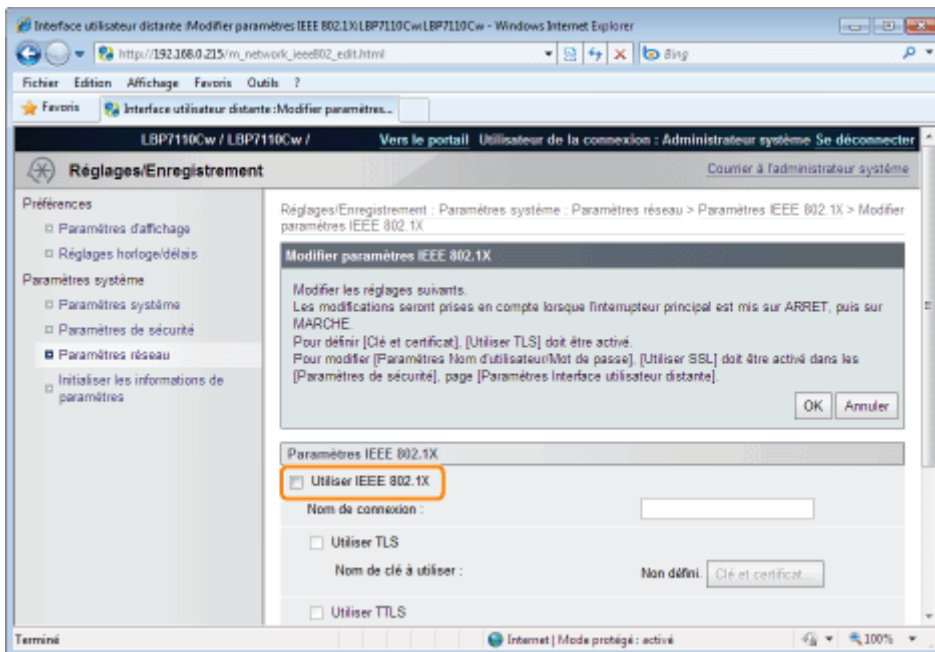 Interface utilisateur distante :Modifier paramètres IEEE 802.1X:LBP7110Cw:LBP7110Cw - Windows Internet Explorer
http://192.168.0.215/m_network_ieee802_edit.html
Bing
Fichier Edition Affichage Favoris Outils ?
Favoris
Interface utilisateur distante :Modifier paramètres...
LBP7110Cw / LBP7110Cw /
Vers le portail Utilisateur de la connexion : Administrateur système Se déconnecter
Réglages/Enregistrement
Courrier à l'administrateur système
Préférences
Paramètres d'affichage
Réglages horloge/délais
Paramètres système
Paramètres système
Paramètres de sécurité
Paramètres réseau
Initialiser les informations de
paramètres
Réglages/Enregistrement : Paramètres système : Paramètres réseau > Paramètres IEEE 802.1X > Modifier
paramètres IEEE 802.1X
Modifier paramètres IEEE 802.1X
Modifier les réglages suivants.
Les modifications seront prises en compte lorsque l'interrupteur principal est mis sur ARRET, puis sur
MARCHE.
Pour définir [Clé et certificat], [Utiliser TLS] doit être activé.
Pour modifier [Paramètres Nom d'utilisateur/Mot de passe], [Utiliser SSL] doit être activé dans les
[Paramètres de sécurité], page [Paramètres Interface utilisateur distante].
OK Annuler
Paramètres IEEE 802.1X
Utiliser IEEE 802.1X
Nom de connexion :
Utiliser TLS
Nom de clé à utiliser : Non défini. Clé et certificat...
Utiliser TTLS
Terminé
Internet | Mode protégé : activé
100%